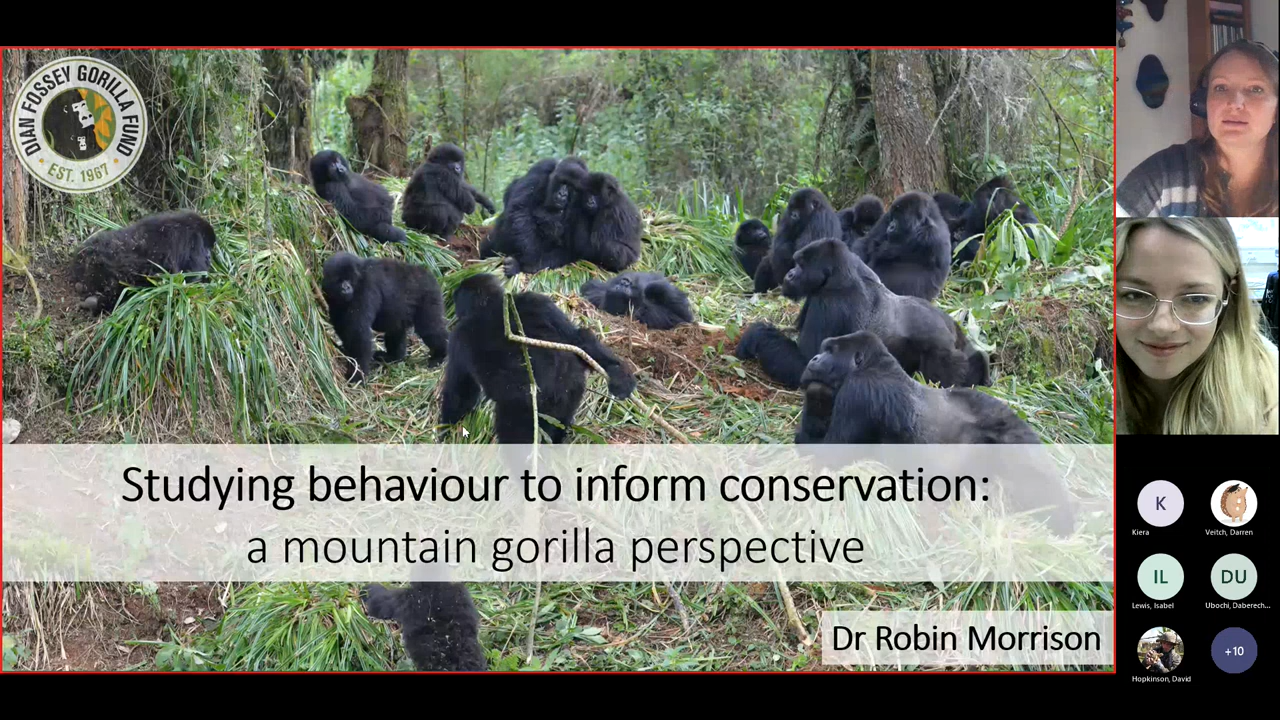 DIAN FOSSEY GORILLA FUND
EST. 1967
Studying behaviour to inform conservation:
a mountain gorilla perspective
Dr Robin Morrison
K
Kiera
Veitch, Darren
IL
Lewis, Isabel
DU
Ubochi, Daberech...
Hopkinson, David
+10